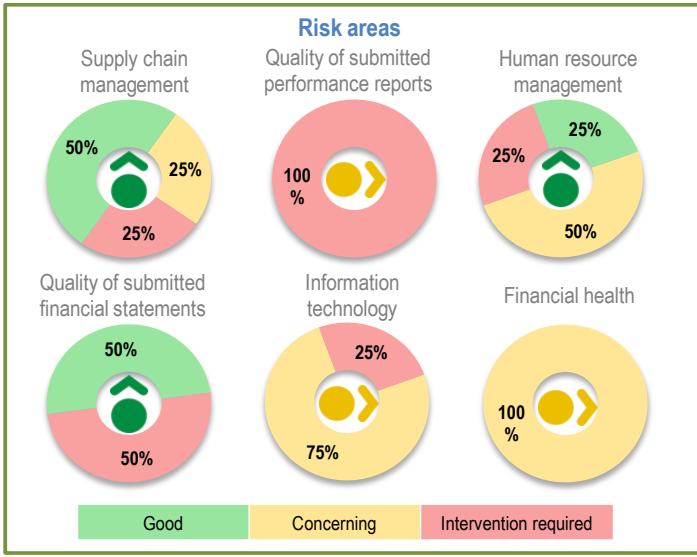 Risk areas
Supply chain
management
50%
25%
25%
Quality of submitted
performance reports
100
%
Human resource
management
25%
25%
50%
Quality of submitted
financial statements
50%
50%
Information
technology
25%
75%
Financial health
100
%
Good
Concerning
Intervention required